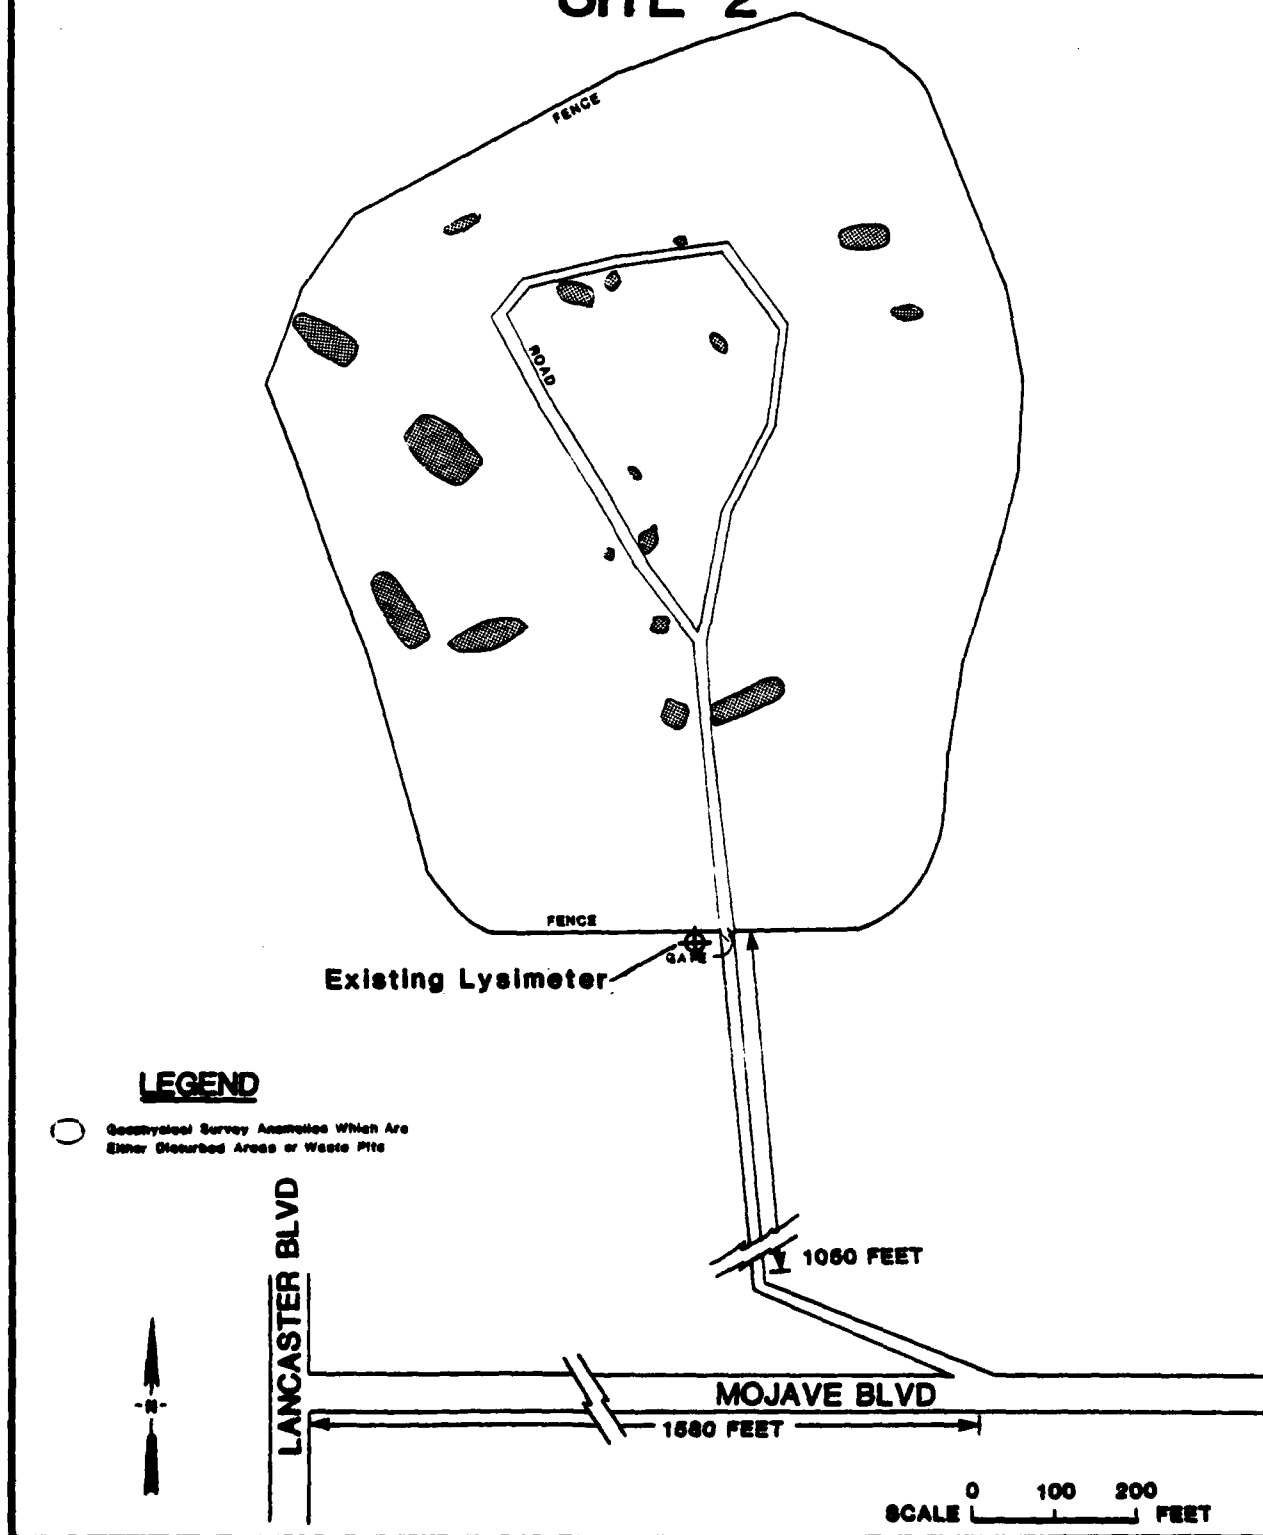 SITE 2
FENCE
ROAD
FENCE
GATE
Existing Lysimeter
LEGEND
Geophysical Survey Anomalies Which Are
Either Disturbed Areas or Waste Pits
LANCASTER BLVD
1060 FEET
MOJAVE BLVD
1580 FEET
-N-
0 100 200
SCALE FEET